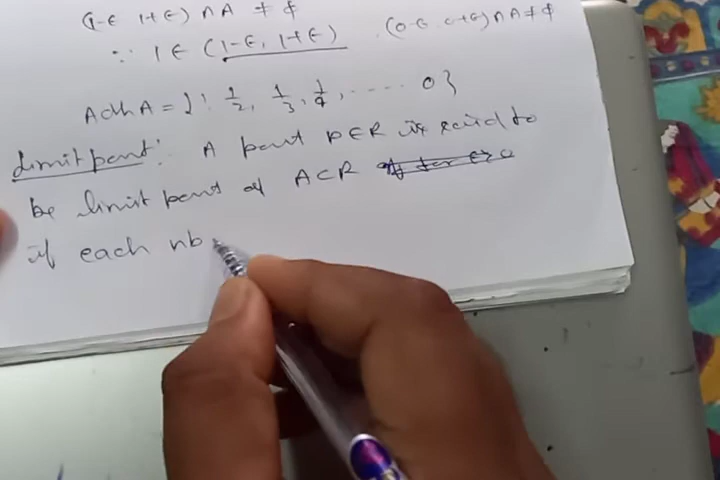 (1-ε 1+ε) ∩ A ≠ ϕ
∵ 1 ∈ (1-ε, 1+ε) (0-ε 0+ε) ∩ A ≠ ϕ
Adh A = {1, 1/2, 1/3, 1/4, ..... 0}
Limit point: A point p∈R is said to
be limit point of A⊂R
if each nb